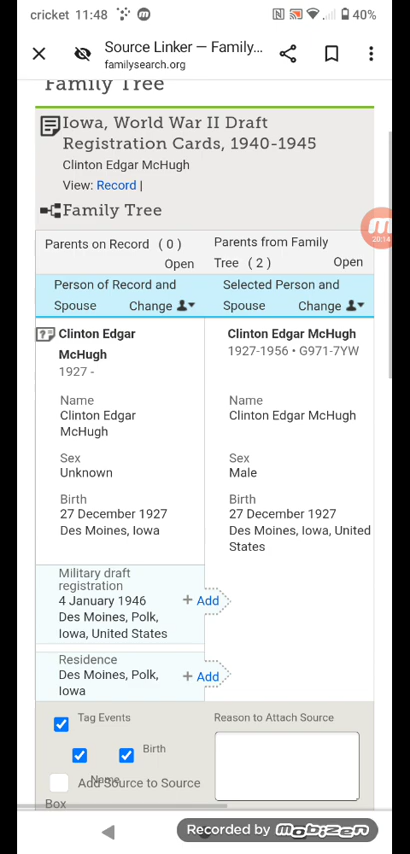 cricket 11:48 40%
Source Linker — Family...
familysearch.org
Family Tree
Iowa, World War II Draft
Registration Cards, 1940-1945
Clinton Edgar McHugh
View: Record |
Family Tree
Parents on Record ( 0 )
Open
Parents from Family
Tree ( 2 ) Open
Person of Record and
Spouse Change
Selected Person and
Spouse Change
Clinton Edgar
McHugh
1927 -
Clinton Edgar McHugh
1927-1956 • G971-7YW
Name
Clinton Edgar
McHugh
Name
Clinton Edgar McHugh
Sex
Unknown
Sex
Male
Birth
27 December 1927
Des Moines, Iowa
Birth
27 December 1927
Des Moines, Iowa, United
States
Military draft
registration
4 January 1946
Des Moines, Polk,
Iowa, United States
+ Add
Residence
Des Moines, Polk,
Iowa
+ Add
Tag Events
Birth
Name
Add Source to Source
Box
Reason to Attach Source
20:14
Recorded by mobizen